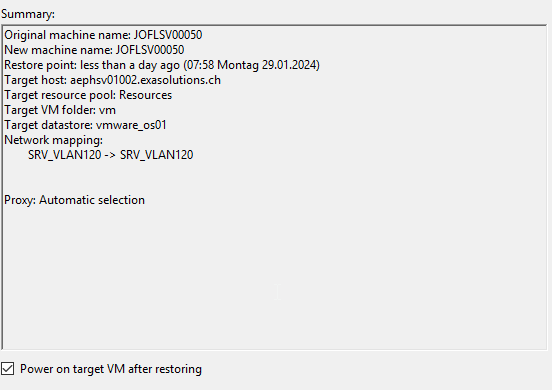 Summary:
Original machine name: JOFLSV00050
New machine name: JOFLSV00050
Restore point: less than a day ago (07:58 Montag 29.01.2024)
Target host: aephsv01002.exasolutions.ch
Target resource pool: Resources
Target VM folder: vm
Target datastore: vmware_os01
Network mapping:
SRV_VLAN120 -> SRV_VLAN120
Proxy: Automatic selection
Power on target VM after restoring